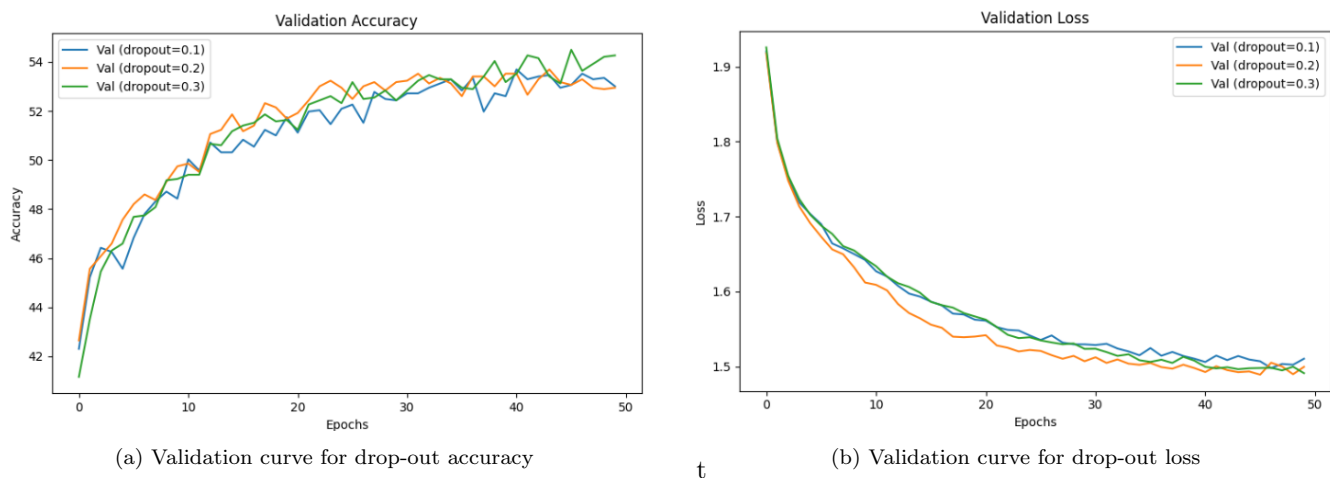 Validation Accuracy
Val (dropout=0.1)
Val (dropout=0.2)
Val (dropout=0.3)
54
52
50
48
46
44
42
Accuracy
0
10
20
30
40
50
Epochs
(a) Validation curve for drop-out accuracy
t
Validation Loss
Val (dropout=0.1)
Val (dropout=0.2)
Val (dropout=0.3)
1.9
1.8
1.7
1.6
1.5
Loss
0
10
20
30
40
50
Epochs
(b) Validation curve for drop-out loss